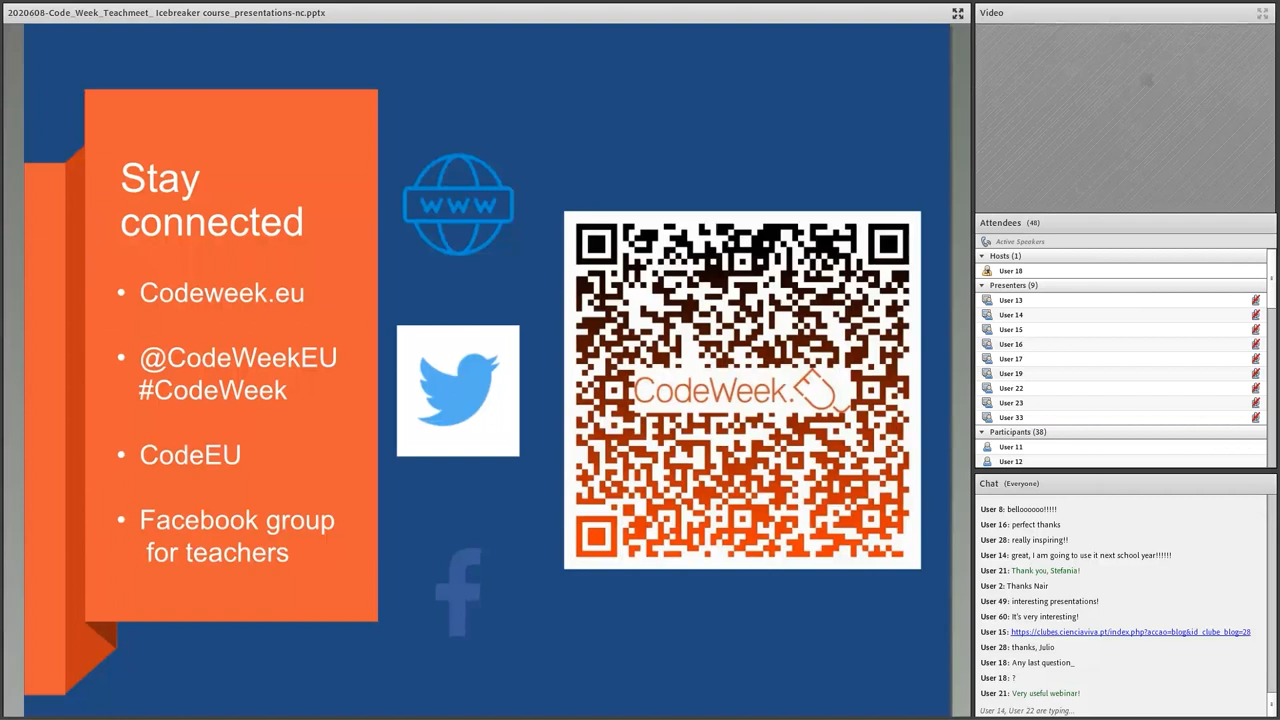 2020608-Code_Week_Teachmeet_ Icebreaker course_presentations-nc.pptx
Stay
connected
• Codeweek.eu
• @CodeWeekEU
#CodeWeek
• CodeEU
• Facebook group
for teachers
WWW
CodeWeek.EU
Video
Attendees (48)
Active Speakers
Hosts (1)
User 18
Presenters (9)
User 13
User 14
User 15
User 16
User 17
User 19
User 22
User 23
User 33
Participants (38)
User 11
User 12
Chat (Everyone)
User 8: belloooooo!!!!!
User 16: perfect thanks
User 28: really inspiring!!
User 14: great, I am going to use it next school year!!!!!!
User 21: Thank you, Stefania!
User 2: Thanks Nair
User 49: interesting presentations!
User 60: It's very interesting!
User 15: https://clubes.cienciaviva.pt/index.php?accao=blog&id_clube_blog=28
User 28: thanks, Julio
User 18: Any last question_
User 18: ?
User 21: Very useful webinar!
User 14, User 22 are typing...